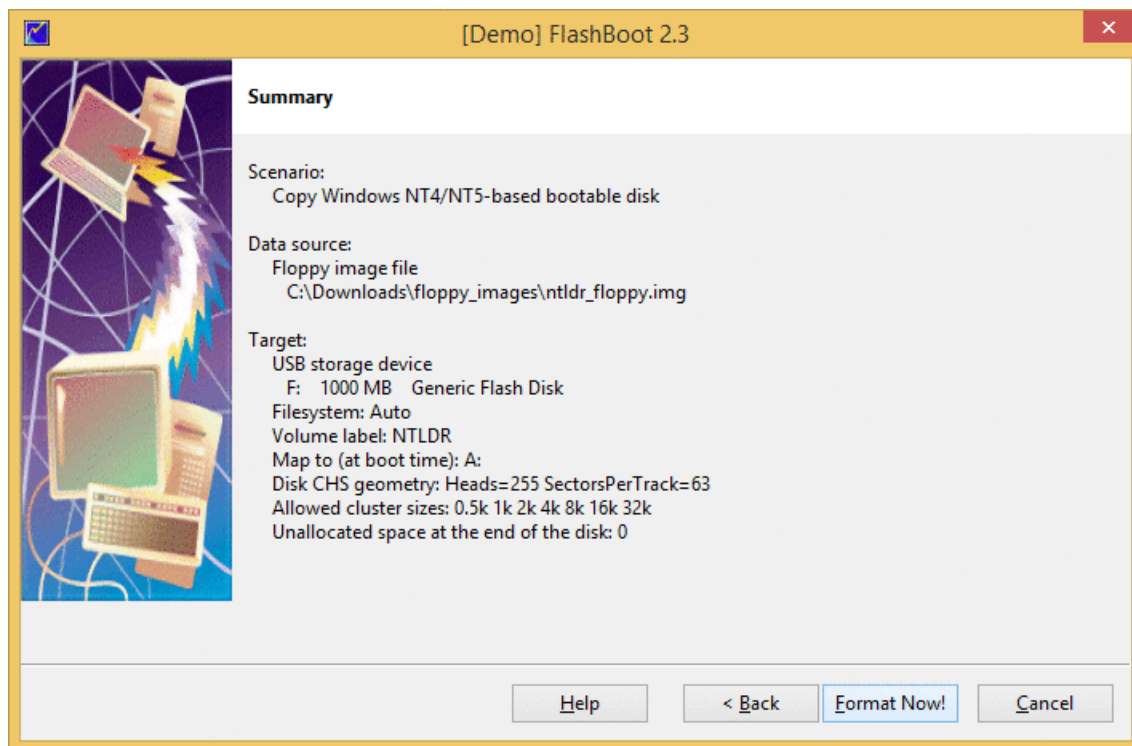 [Demo] FlashBoot 2.3
Summary
Scenario:
Copy Windows NT4/NT5-based bootable disk
Data source:
Floppy image file
C:\Downloads\floppy_images\ntldr_floppy.img
Target:
USB storage device
F: 1000 MB Generic Flash Disk
Filesystem: Auto
Volume label: NTLDR
Map to (at boot time): A:
Disk CHS geometry: Heads=255 SectorsPerTrack=63
Allowed cluster sizes: 0.5k 1k 2k 4k 8k 16k 32k
Unallocated space at the end of the disk: 0
Help < Back Format Now! Cancel